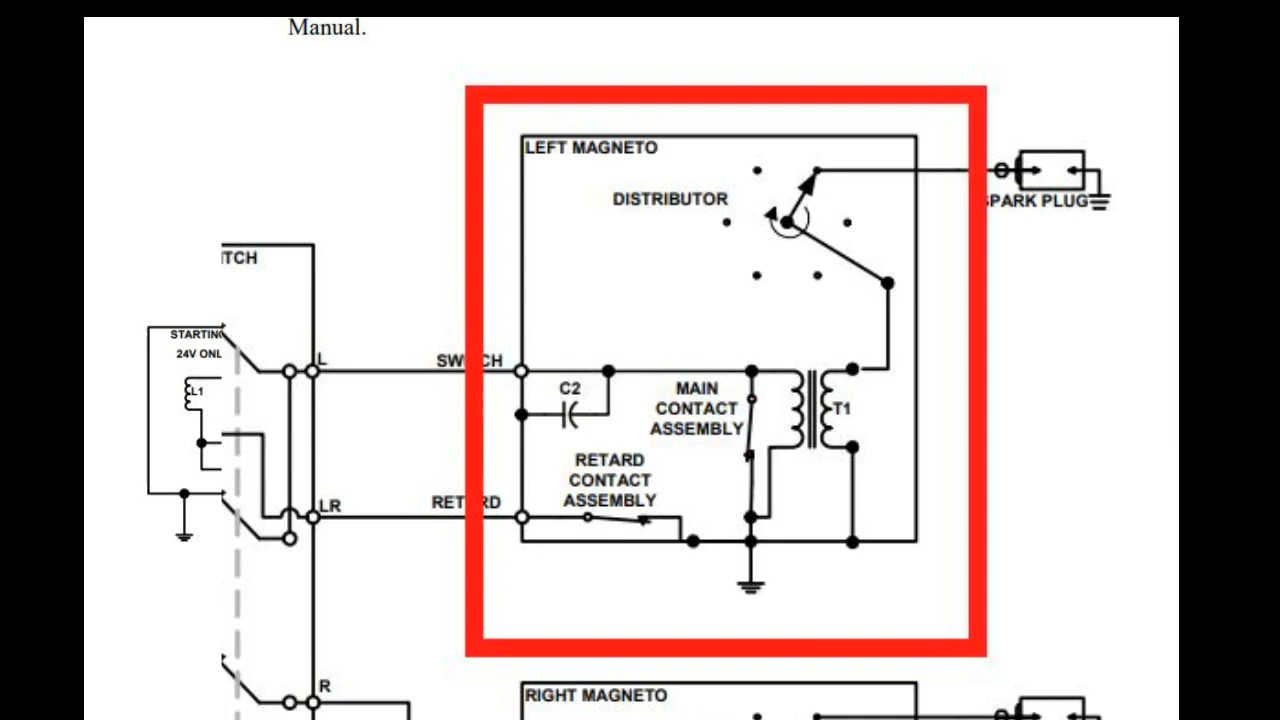 Manual.
LEFT MAGNETO
DISTRIBUTOR
SPARK PLUG
ITCH
STARTING
24V ONL
L1
L
SWITCH
C2
MAIN
CONTACT
ASSEMBLY
T1
RETARD
CONTACT
ASSEMBLY
LR
RETARD
R
RIGHT MAGNETO